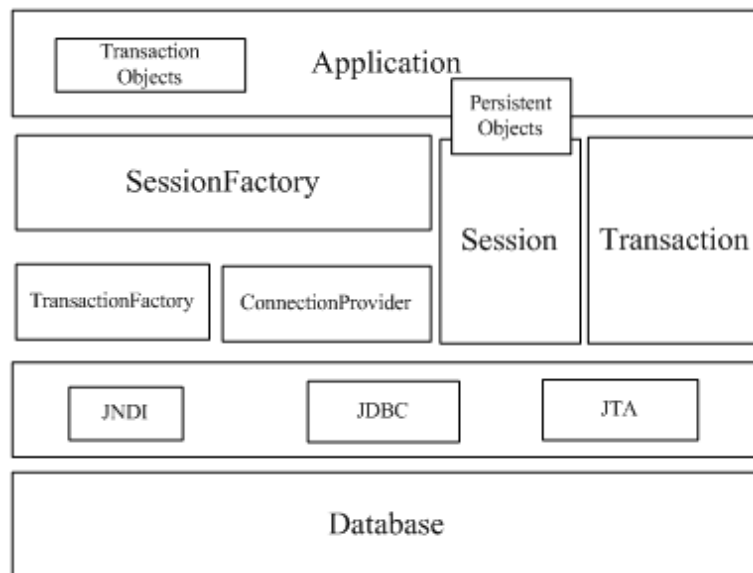 Transaction
Objects
Application
Persistent
Objects
SessionFactory
Session
Transaction
TransactionFactory
ConnectionProvider
JNDI
JDBC
JTA
Database